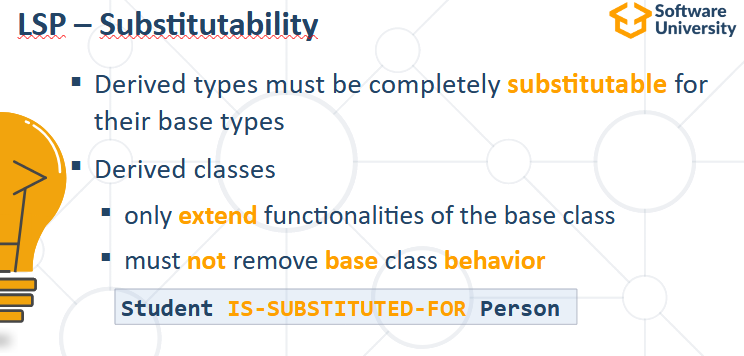 LSP – Substitutability
Software
University
▪ Derived types must be completely substitutable for
their base types
▪ Derived classes
▪ only extend functionalities of the base class
▪ must not remove base class behavior
Student IS-SUBSTITUTED-FOR Person